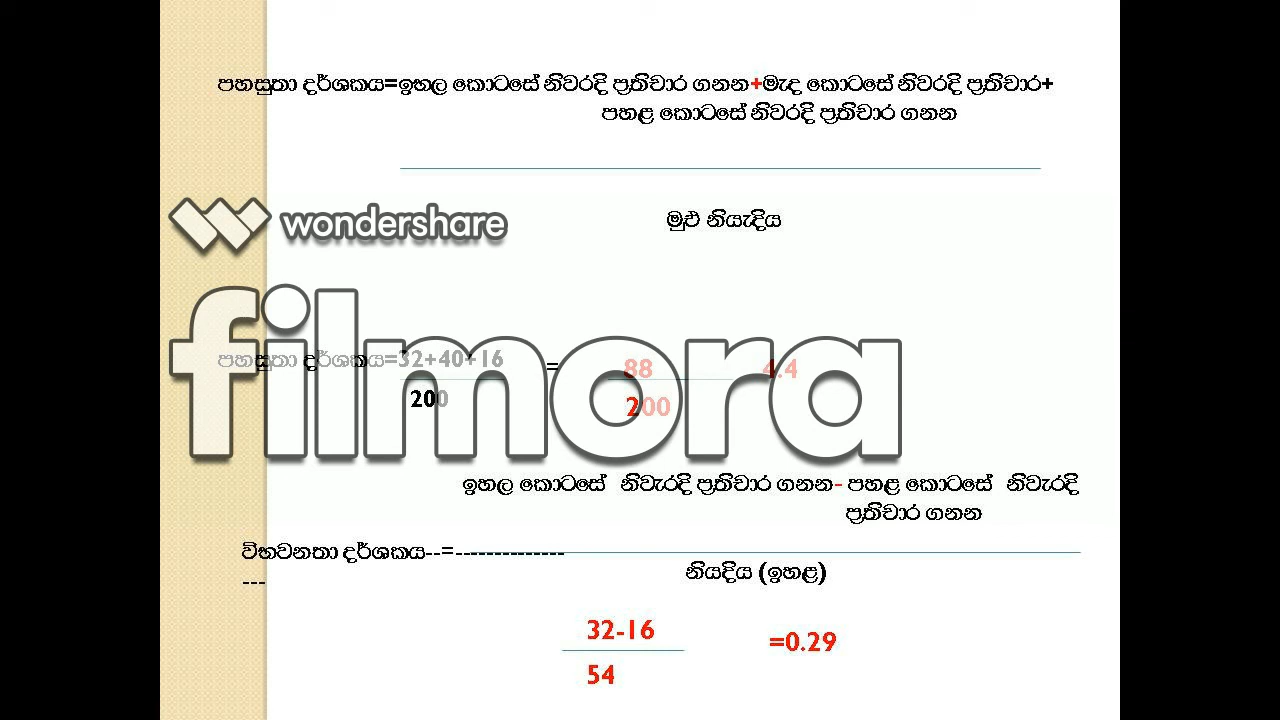 පහසුතා දර්ශකය=ඉහල කොටසේ නිවරදි ප්‍රතිචාර ගනන+මැද කොටසේ නිවරදි ප්‍රතිචාර+
පහළ කොටසේ නිවරදි ප්‍රතිචාර ගනන
මුළු නියැදිය
wondershare
filmora
පහසුතා දර්ශකය=32+40+16 = 88 4.4
200 200
ඉහල කොටසේ නිවැරදි ප්‍රතිචාර ගනන- පහළ කොටසේ නිවැරදි
ප්‍රතිචාර ගනන
විභවනතා දර්ශකය--=--------------
---
නියදිය (ඉහළ)
32-16 =0.29
54